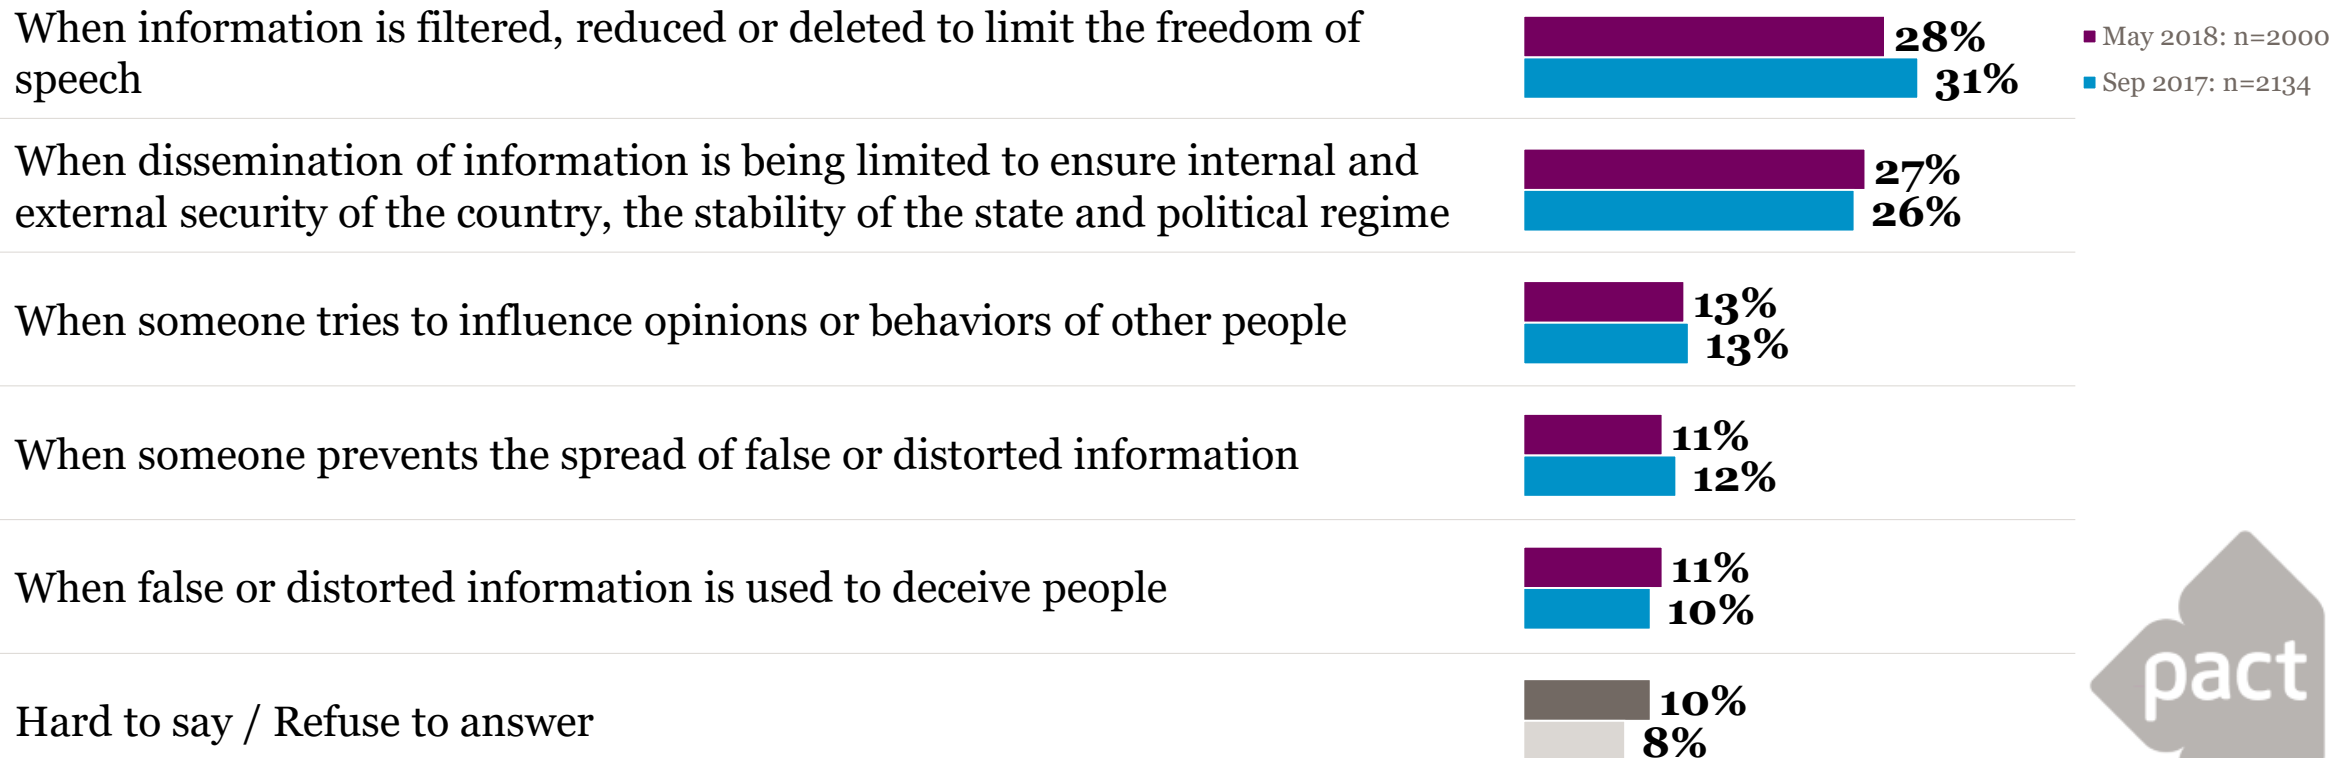 When information is filtered, reduced or deleted to limit the freedom of
speech
28%
31%
May 2018: n=2000
Sep 2017: n=2134
When dissemination of information is being limited to ensure internal and
external security of the country, the stability of the state and political regime
27%
26%
When someone tries to influence opinions or behaviors of other people
13%
13%
When someone prevents the spread of false or distorted information
11%
12%
When false or distorted information is used to deceive people
11%
10%
Hard to say / Refuse to answer
10%
8%
pact